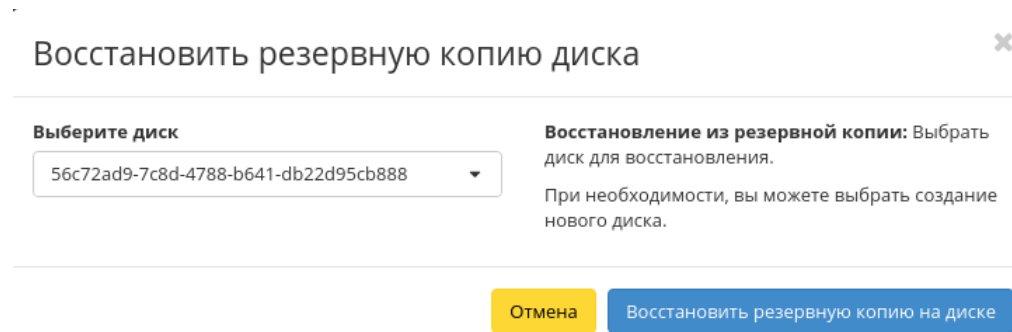 Восстановить резервную копию диска
Выберите диск
56c72ad9-7c8d-4788-b641-db22d95cb888
Восстановление из резервной копии: Выбрать
диск для восстановления.
При необходимости, вы можете выбрать создание
нового диска.
Отмена
Восстановить резервную копию на диске